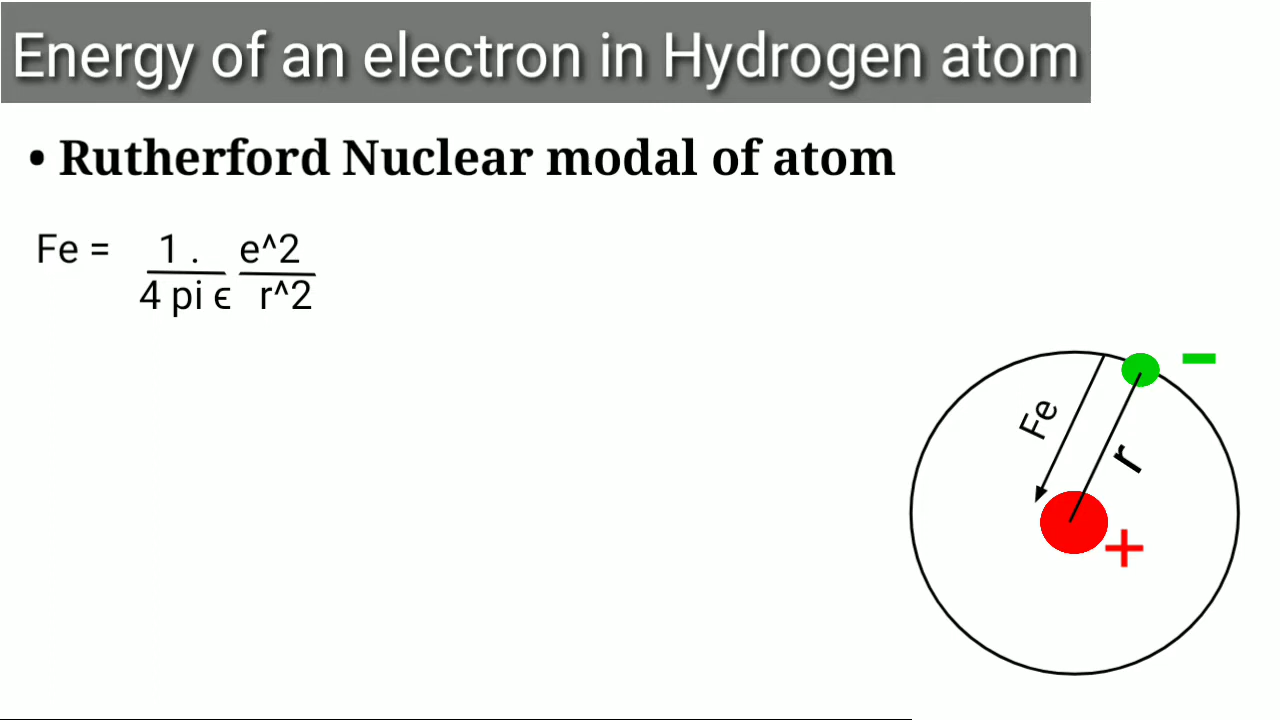 Energy of an electron in Hydrogen atom
• Rutherford Nuclear modal of atom
Fe = 1 . e^2
4 pi ϵ r^2
-
Fe
r
+